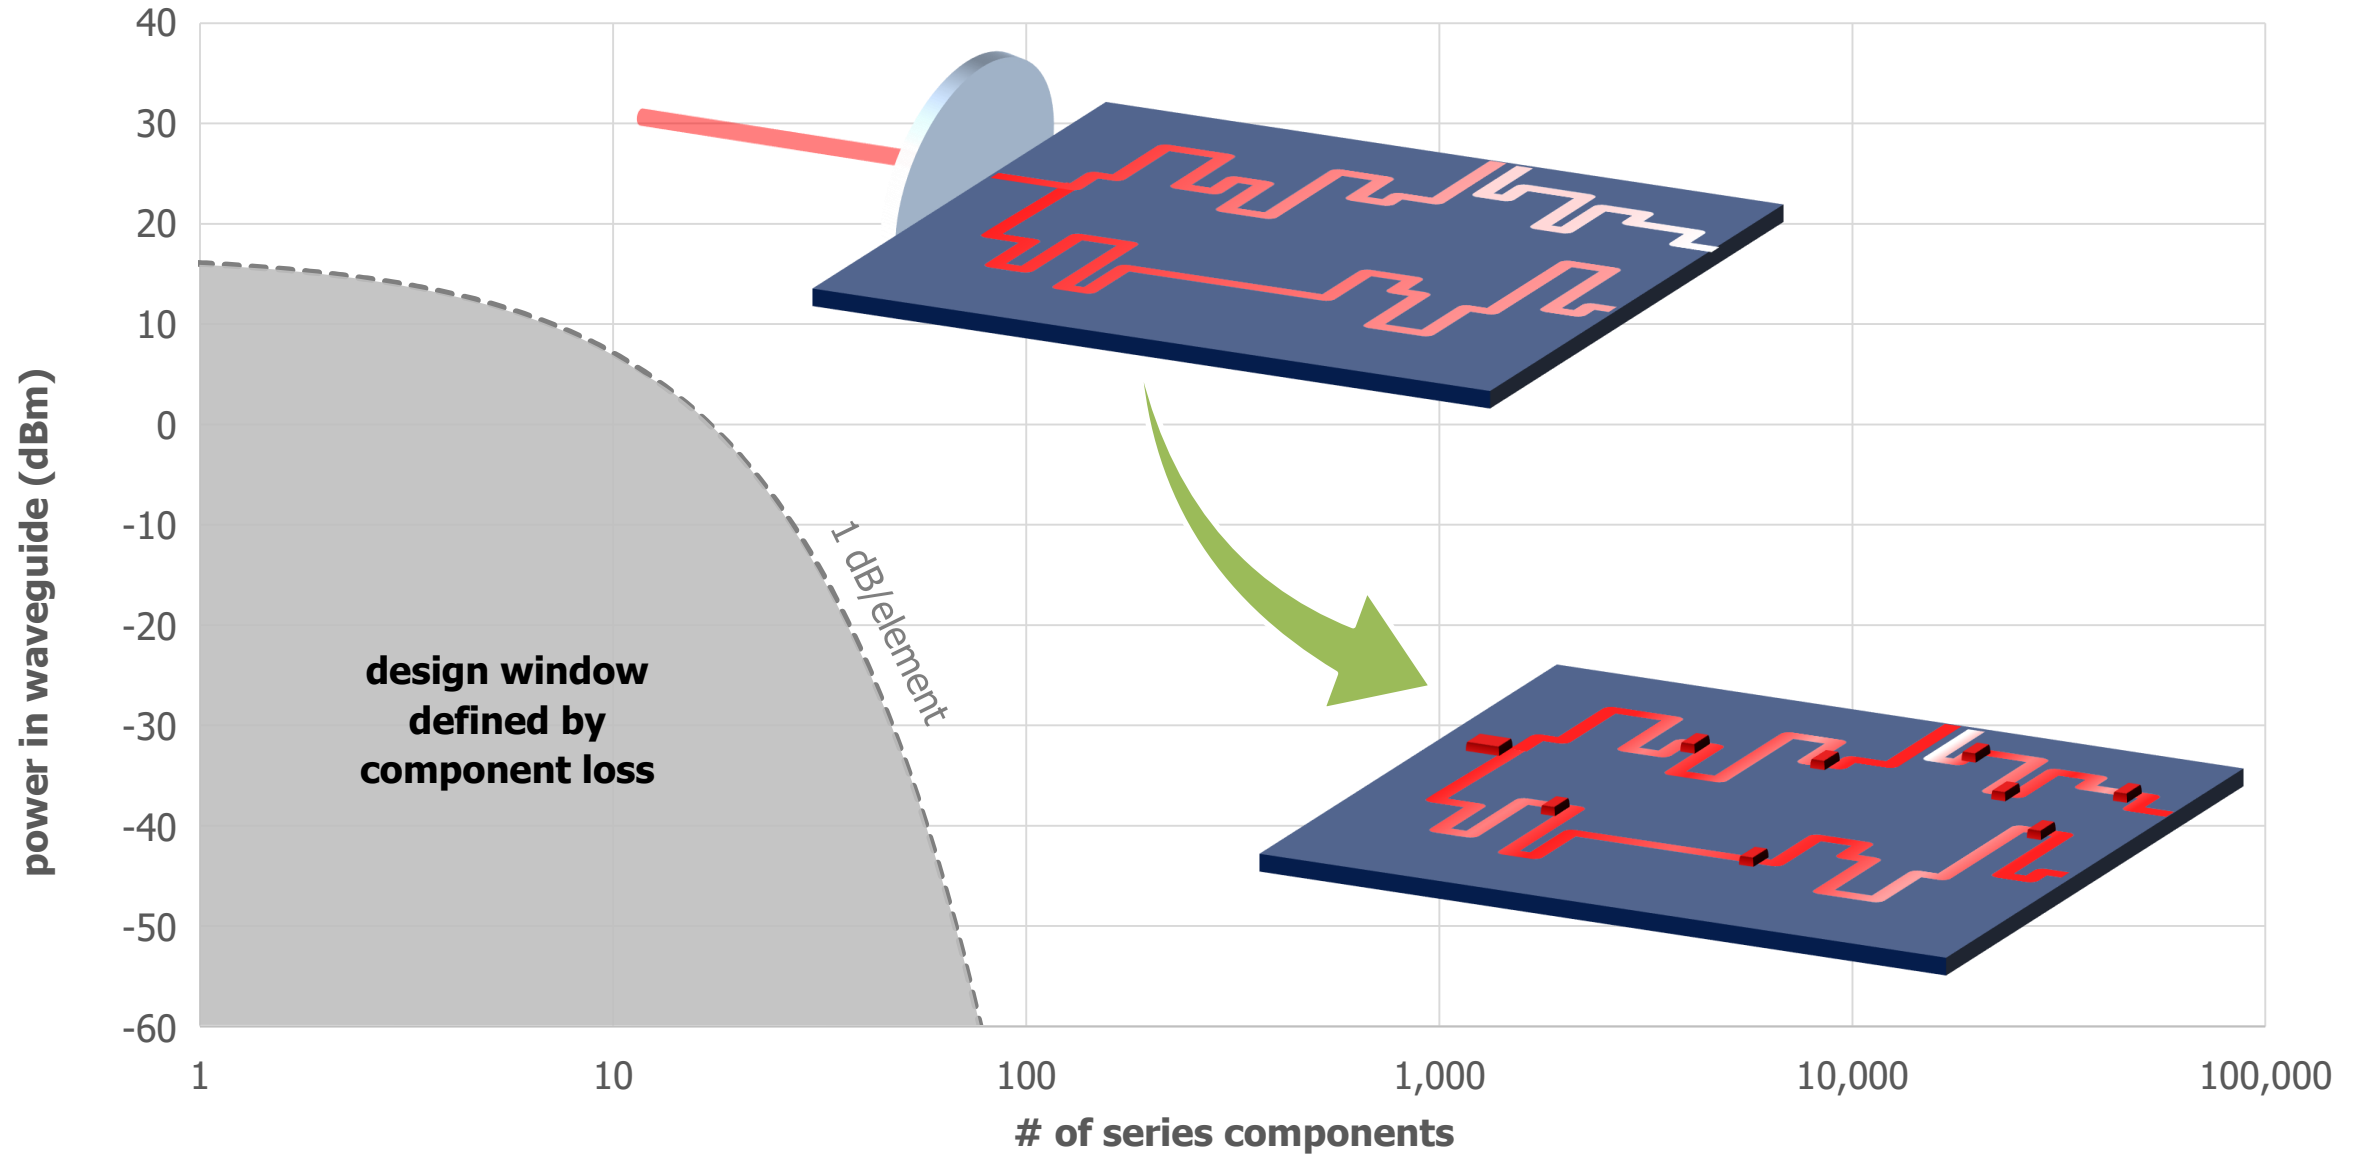 40
30
20
10
0
-10
-20
-30
-40
-50
-60
power in waveguide (dBm)
1 dB/element
design window
defined by
component loss
1
10
100
1,000
10,000
100,000
# of series components